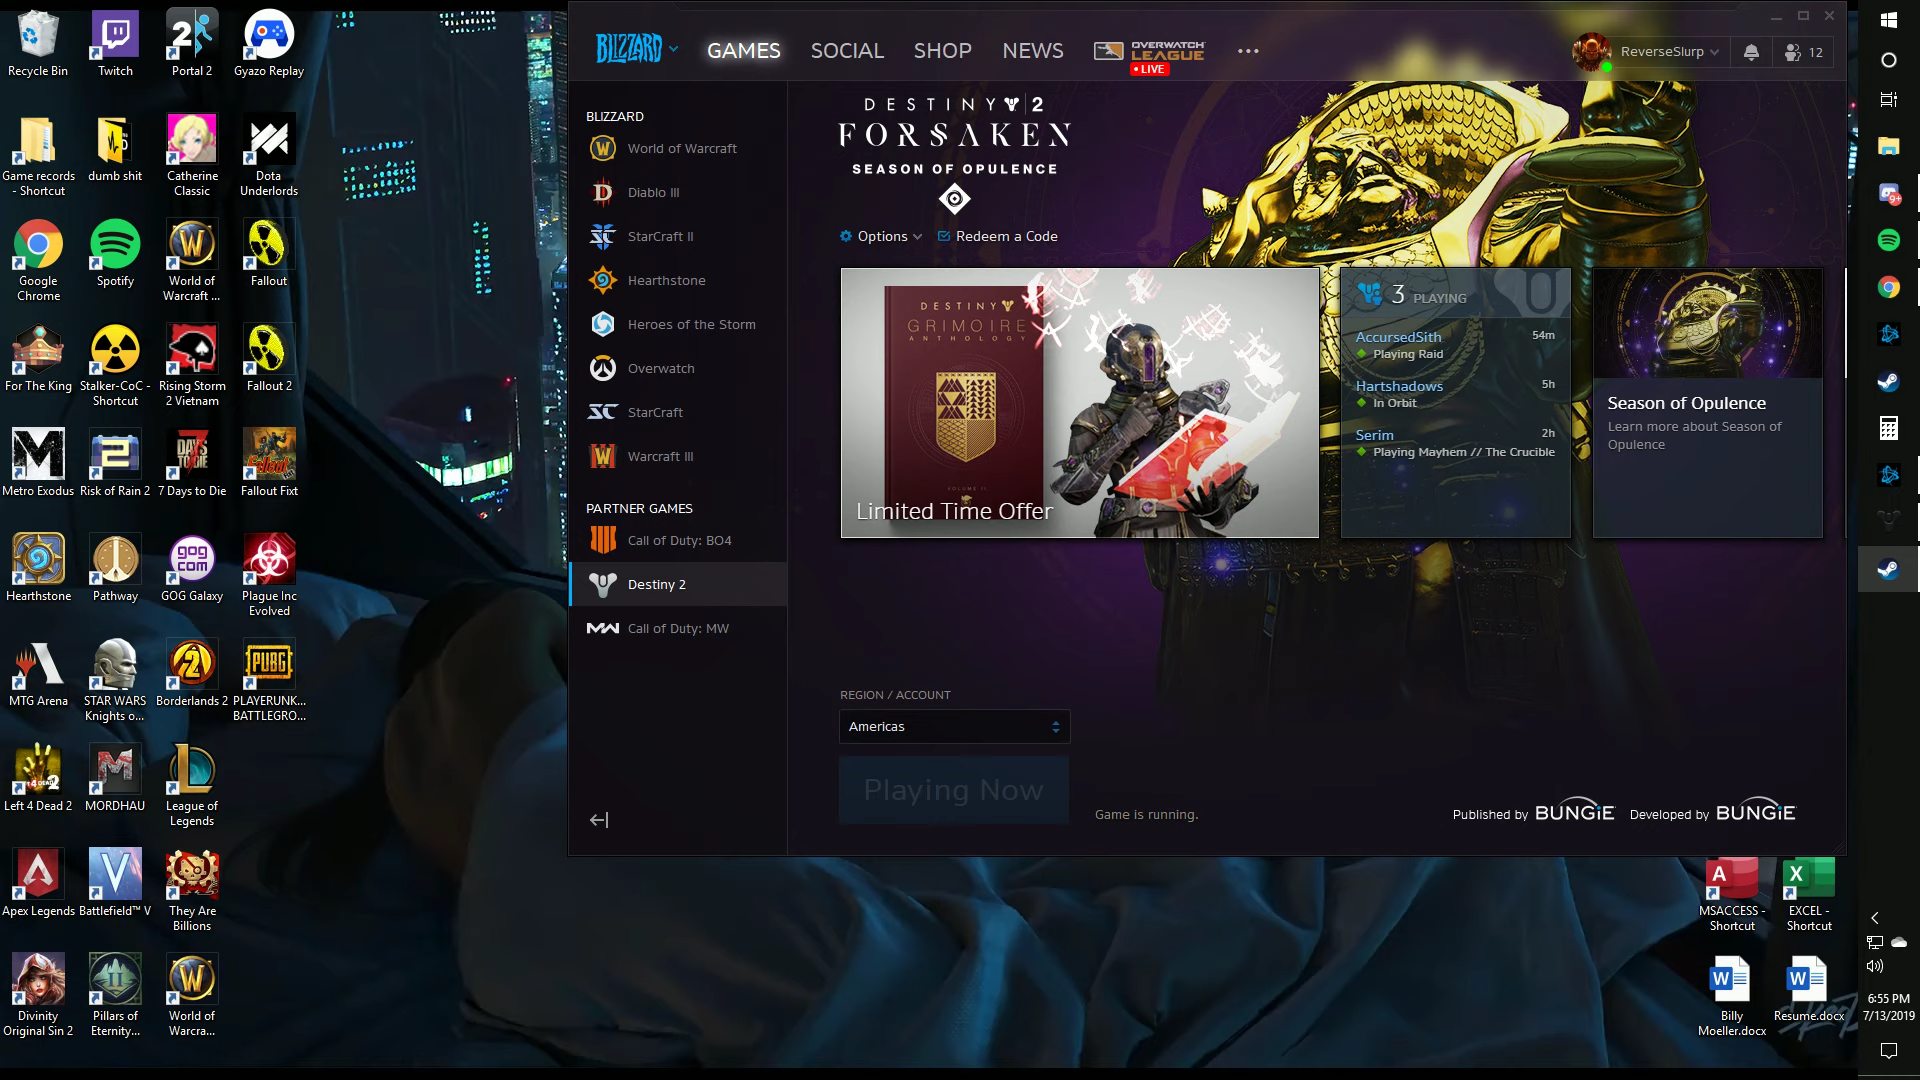 Recycle Bin
Twitch
2
Portal 2
Gyazo Replay
Game records
- Shortcut
dumb shit
Catherine
Classic
Dota
Underlords
Google
Chrome
Spotify
World of
Warcraft ...
Fallout
For The King
Stalker-CoC -
Shortcut
Rising Storm
2 Vietnam
Fallout 2
Metro Exodus
Risk of Rain 2
7 Days to Die
Fallout Fixt
Hearthstone
Pathway
gog
com
GOG Galaxy
Plague Inc
Evolved
MTG Arena
STAR WARS
Knights o...
Borderlands 2
PUBG
PLAYERUNK...
BATTLEGRO...
Left 4 Dead 2
MORDHAU
League of
Legends
Apex Legends
Battlefield™ V
They Are
Billions
Divinity
Original Sin 2
Pillars of
Eternity...
World of
Warcra...
BLIZZARD
GAMES
SOCIAL
SHOP
NEWS
OVERWATCH
LEAGUE
• LIVE
ReverseSlurp
12
BLIZZARD
World of Warcraft
Diablo III
StarCraft II
Hearthstone
Heroes of the Storm
Overwatch
StarCraft
Warcraft III
PARTNER GAMES
Call of Duty: BO4
Destiny 2
Call of Duty: MW
DESTINY 2
FORSAKEN
SEASON OF OPULENCE
Options
Redeem a Code
DESTINY
GRIMOIRE
ANTHOLOGY
VOLUME II
Limited Time Offer
3 PLAYING
AccursedSith 54m
Playing Raid
Hartshadows 5h
In Orbit
Serim 2h
Playing Mayhem // The Crucible
Season of Opulence
Learn more about Season of
Opulence
REGION / ACCOUNT
Americas
Playing Now
Game is running.
Published by BUNGiE
Developed by BUNGiE
MSACCESS -
Shortcut
EXCEL -
Shortcut
Billy
Moeller.docx
Resume.docx
9+
6:55 PM
7/13/2019